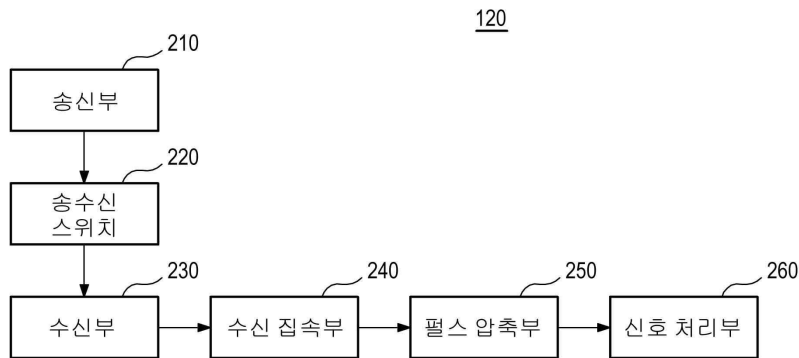 120
210
송신부
220
송수신
스위치
230
240
250
260
수신부
수신 집속부
펄스 압축부
신호 처리부